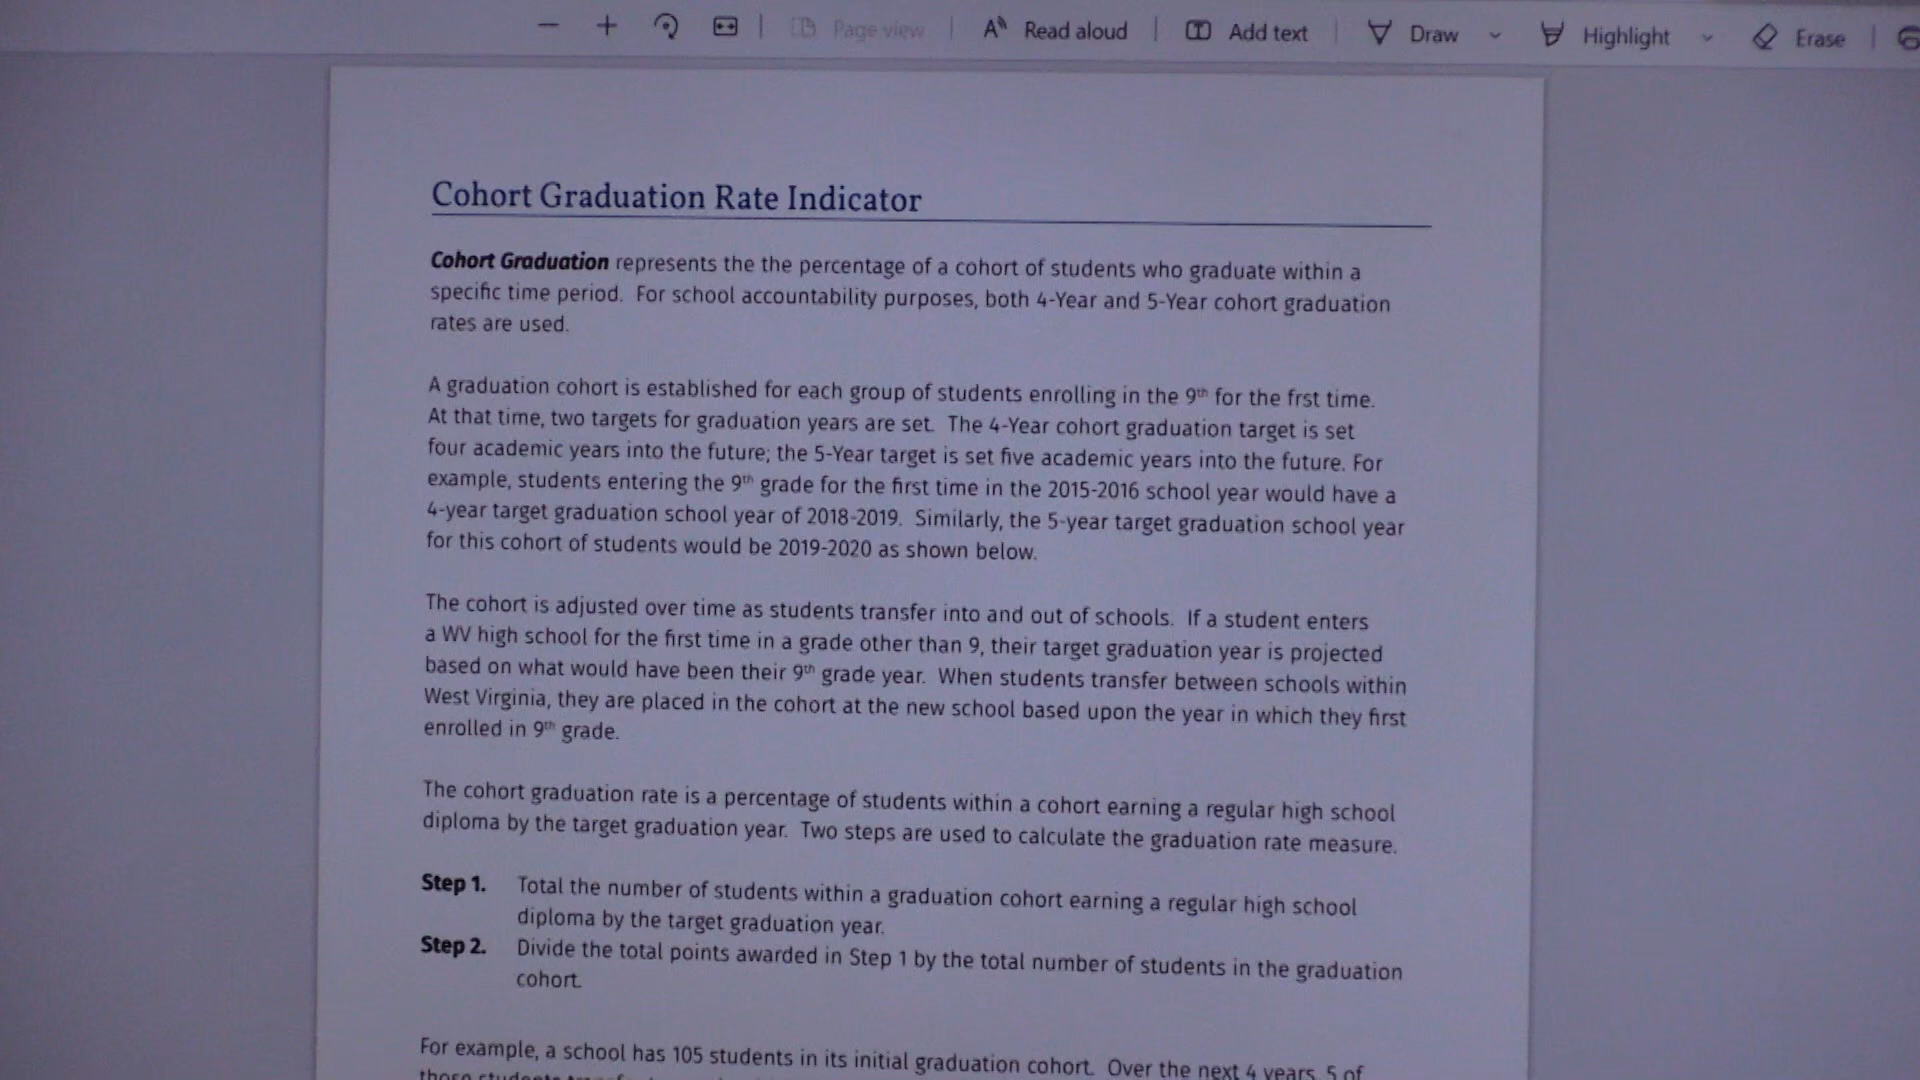 Page view
Read aloud
Add text
Draw
Highlight
Erase
Cohort Graduation Rate Indicator
Cohort Graduation represents the the percentage of a cohort of students who graduate within a
specific time period. For school accountability purposes, both 4-Year and 5-Year cohort graduation
rates are used.
A graduation cohort is established for each group of students enrolling in the 9th for the frst time.
At that time, two targets for graduation years are set. The 4-Year cohort graduation target is set
four academic years into the future; the 5-Year target is set five academic years into the future. For
example, students entering the 9th grade for the first time in the 2015-2016 school year would have a
4-year target graduation school year of 2018-2019. Similarly, the 5-year target graduation school year
for this cohort of students would be 2019-2020 as shown below.
The cohort is adjusted over time as students transfer into and out of schools. If a student enters
a WV high school for the first time in a grade other than 9, their target graduation year is projected
based on what would have been their 9th grade year. When students transfer between schools within
West Virginia, they are placed in the cohort at the new school based upon the year in which they first
enrolled in 9th grade.
The cohort graduation rate is a percentage of students within a cohort earning a regular high school
diploma by the target graduation year. Two steps are used to calculate the graduation rate measure.
Step 1. Total the number of students within a graduation cohort earning a regular high school
diploma by the target graduation year.
Step 2. Divide the total points awarded in Step 1 by the total number of students in the graduation
cohort.
For example, a school has 105 students in its initial graduation cohort. Over the next 4 years, 5 of
those students